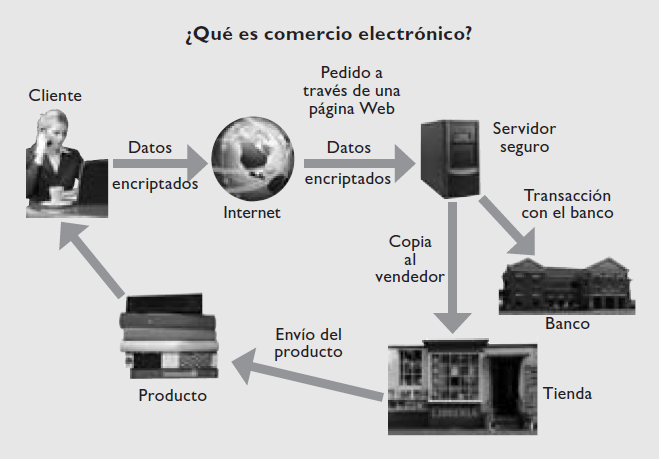 ¿Qué es comercio electrónico?
Cliente
Datos
encriptados
Internet
Pedido a
través de una
página Web
Datos
encriptados
Servidor
seguro
Transacción
con el banco
Banco
Copia
al
vendedor
Tienda
Envío del
producto
Producto